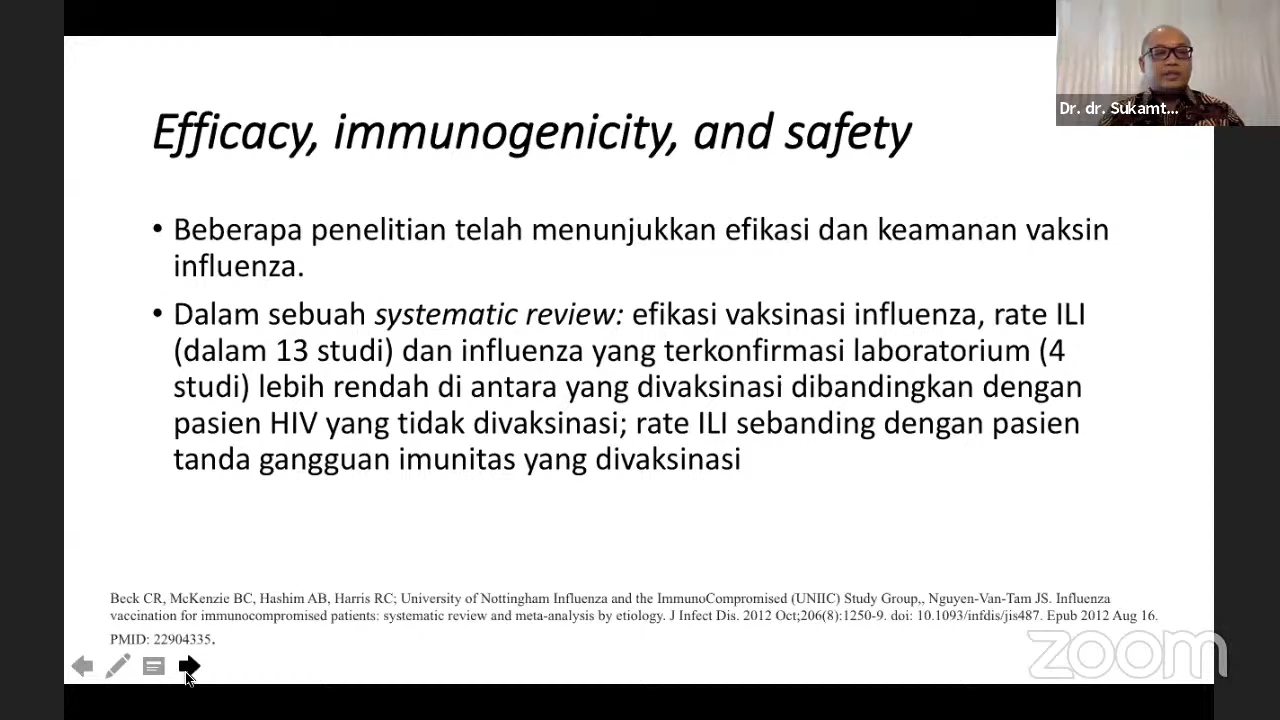 Dr. dr. Sukamt...
Efficacy, immunogenicity, and safety
• Beberapa penelitian telah menunjukkan efikasi dan keamanan vaksin
influenza.
• Dalam sebuah systematic review: efikasi vaksinasi influenza, rate ILI
(dalam 13 studi) dan influenza yang terkonfirmasi laboratorium (4
studi) lebih rendah di antara yang divaksinasi dibandingkan dengan
pasien HIV yang tidak divaksinasi; rate ILI sebanding dengan pasien
tanda gangguan imunitas yang divaksinasi
Beck CR, McKenzie BC, Hashim AB, Harris RC; University of Nottingham Influenza and the ImmunoCompromised (UNIIC) Study Group,, Nguyen-Van-Tam JS. Influenza
vaccination for immunocompromised patients: systematic review and meta-analysis by etiology. J Infect Dis. 2012 Oct;206(8):1250-9. doi: 10.1093/infdis/jis487. Epub 2012 Aug 16.
PMID: 22904335.
zoom